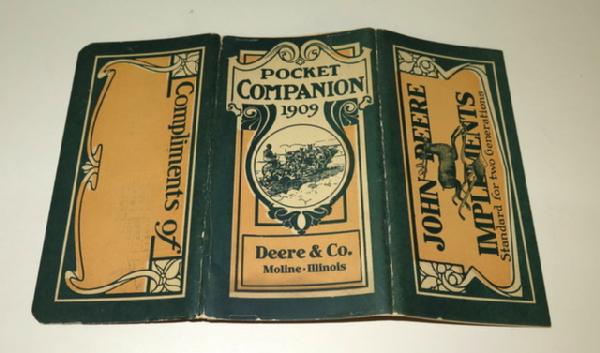 Compliments of
POCKET
COMPANION
1909
Deere & Co.
Moline-Illinois
JOHN DEERE
IMPLEMENTS
Standard for two Generations